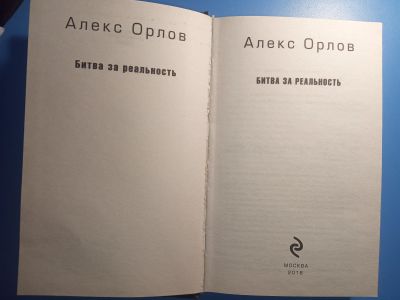 Алекс Орлов
Битва за реальность
Алекс Орлов
БИТВА ЗА РЕАЛЬНОСТЬ
МОСКВА
2016